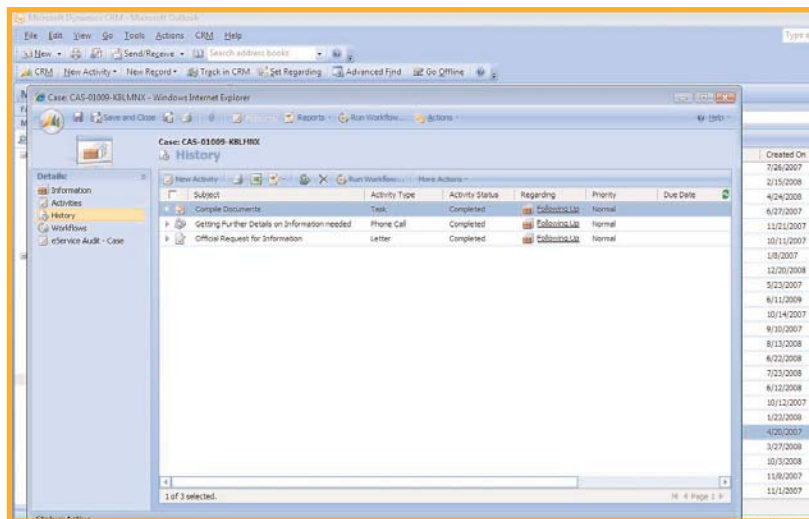 Microsoft Dynamics CRM - Microsoft Outlook
File Edit View Go Tools Actions CRM Help
Type a
New Send/Receive Search address books
CRM New Activity New Record Track in CRM Set Regarding Advanced Find Go Offline
Case: CAS-01009-KBLMNX - Windows Internet Explorer
Save and Close Reports Run Workflow... Actions Help
Case: CAS-01009-KBLMNX
History
Created On
Details:
Information
Activities
History
Workflows
eService Audit - Case
New Activity Run Workflow... More Actions
Subject Activity Type Activity Status Regarding Priority Due Date
Compile Documents Task Completed Following Up Normal
Getting Further Details on Information needed Phone Call Completed Following Up Normal
Official Request for Information Letter Completed Following Up Normal
7/26/2007
2/15/2008
4/24/2008
6/27/2007
11/21/2007
10/11/2007
1/8/2007
12/20/2008
5/23/2007
6/11/2009
10/14/2007
9/10/2007
8/13/2008
6/22/2008
7/23/2008
6/12/2008
10/12/2007
1/23/2008
4/20/2007
3/27/2008
10/3/2008
11/8/2007
11/1/2007
1 of 3 selected.
Page 1